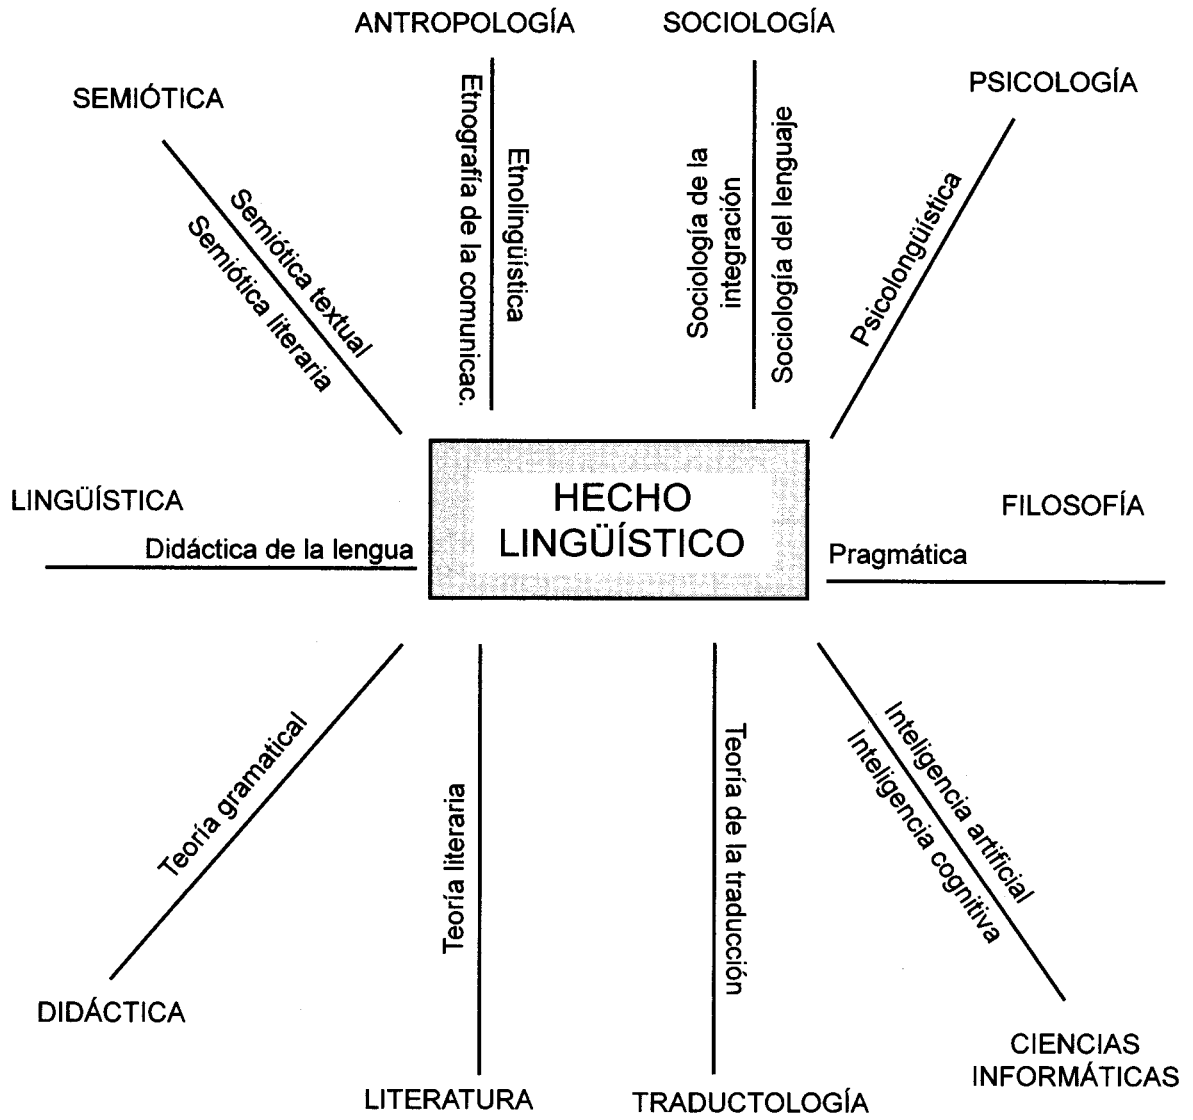 ANTROPOLOGÍA
SOCIOLOGÍA
SEMIÓTICA
PSICOLOGÍA
Semiótica textual
Semiótica literaria
Etnografía de la comunicac.
Etnolingüística
Sociología de la
integración
Sociología del lenguaje
Psicolongüística
LINGÜÍSTICA
Didáctica de la lengua
HECHO
LINGÜÍSTICO
FILOSOFÍA
Pragmática
Teoría gramatical
Teoría literaria
Teoría de la traducción
Inteligencia artificial
Inteligencia cognitiva
DIDÁCTICA
LITERATURA
TRADUCTOLOGÍA
CIENCIAS
INFORMÁTICAS